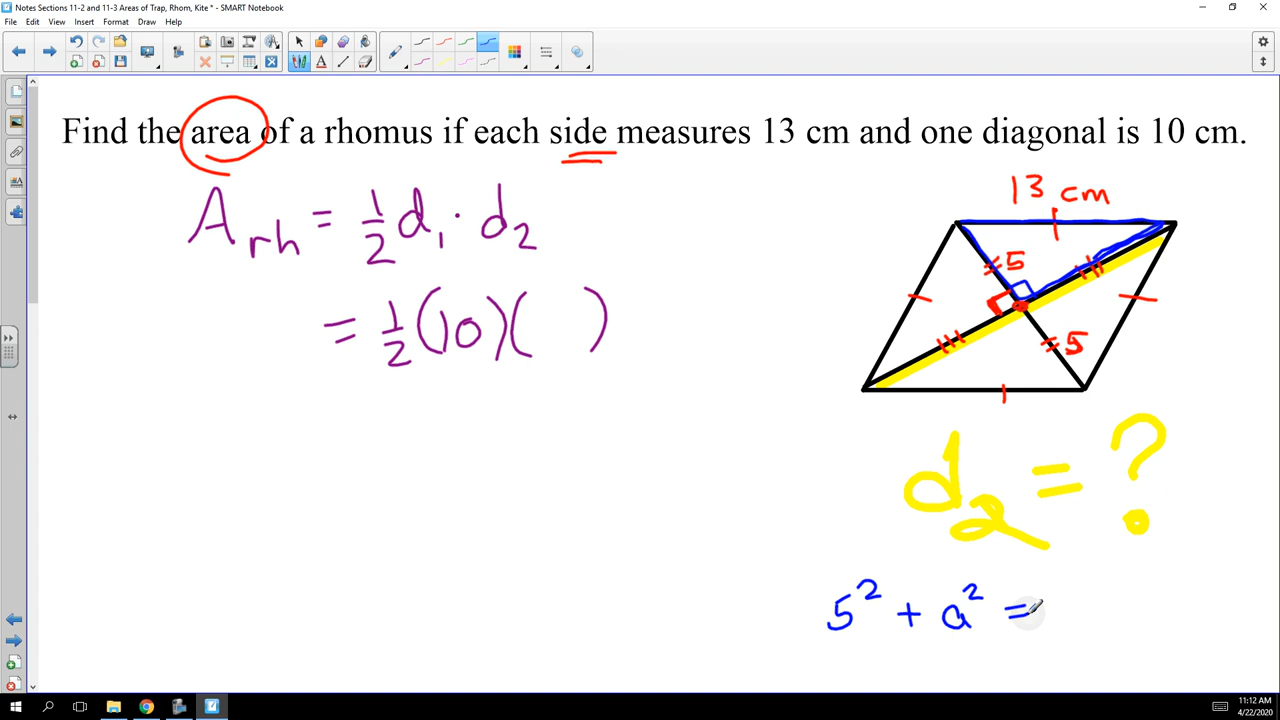 Notes Sections 11-2 and 11-3 Areas of Trap, Rhom, Kite * - SMART Notebook
File Edit View Insert Format Draw Help
Find the area of a rhomus if each side measures 13 cm and one diagonal is 10 cm.
A rh = 1/2 d₁ · d₂
= 1/2 (10)( )
13 cm
5
5
d₂ = ?
5² + a² =
11:12 AM
4/22/2020